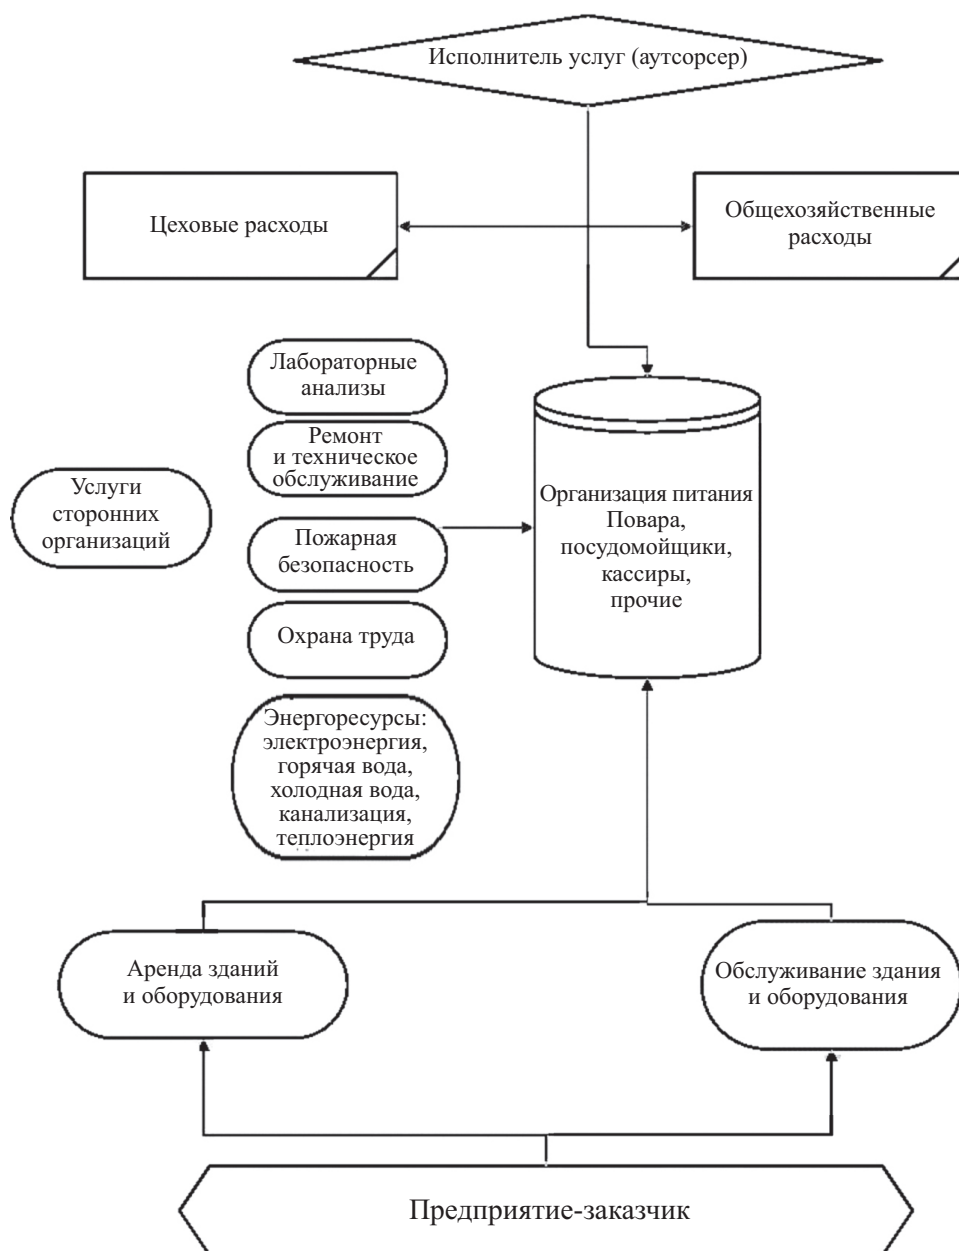 Исполнитель услуг (аутсорсер)
Цеховые расходы
Общехозяйственные
расходы
Лабораторные
анализы
Ремонт
и техническое
обслуживание
Услуги
сторонних
организаций
Пожарная
безопасность
Охрана труда
Энергоресурсы:
электроэнергия,
горячая вода,
холодная вода,
канализация,
теплоэнергия
Организация питания
Повара,
посудомойщики,
кассиры,
прочие
Аренда зданий
и оборудования
Обслуживание здания
и оборудования
Предприятие-заказчик